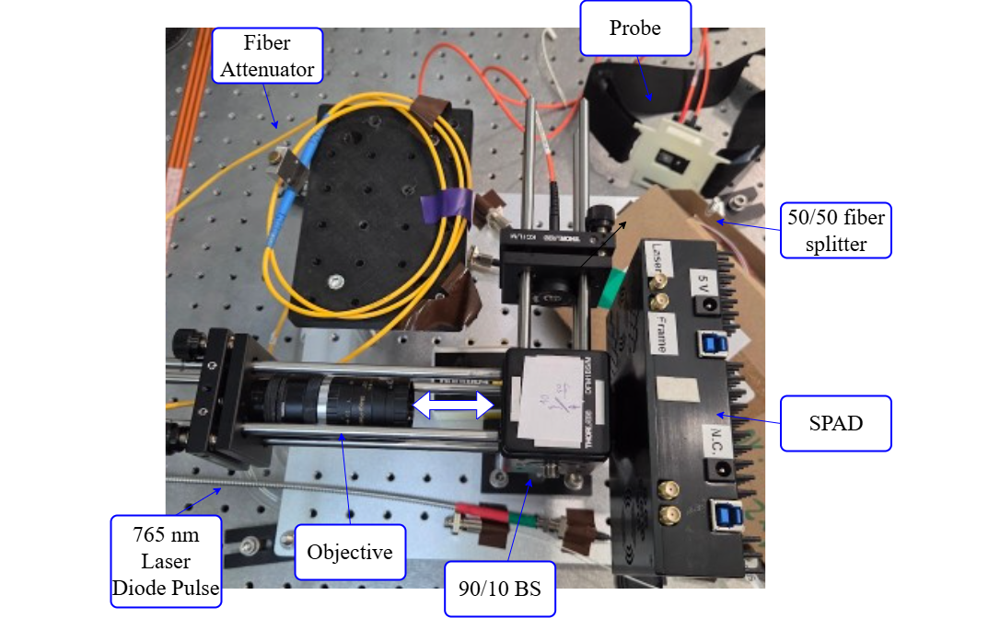 Probe
Fiber
Attenuator
50/50 fiber
splitter
THORLABS
Laser
5V
Frame
N.C.
SPAD
765 nm
Laser
Diode Pulse
Objective
90/10 BS